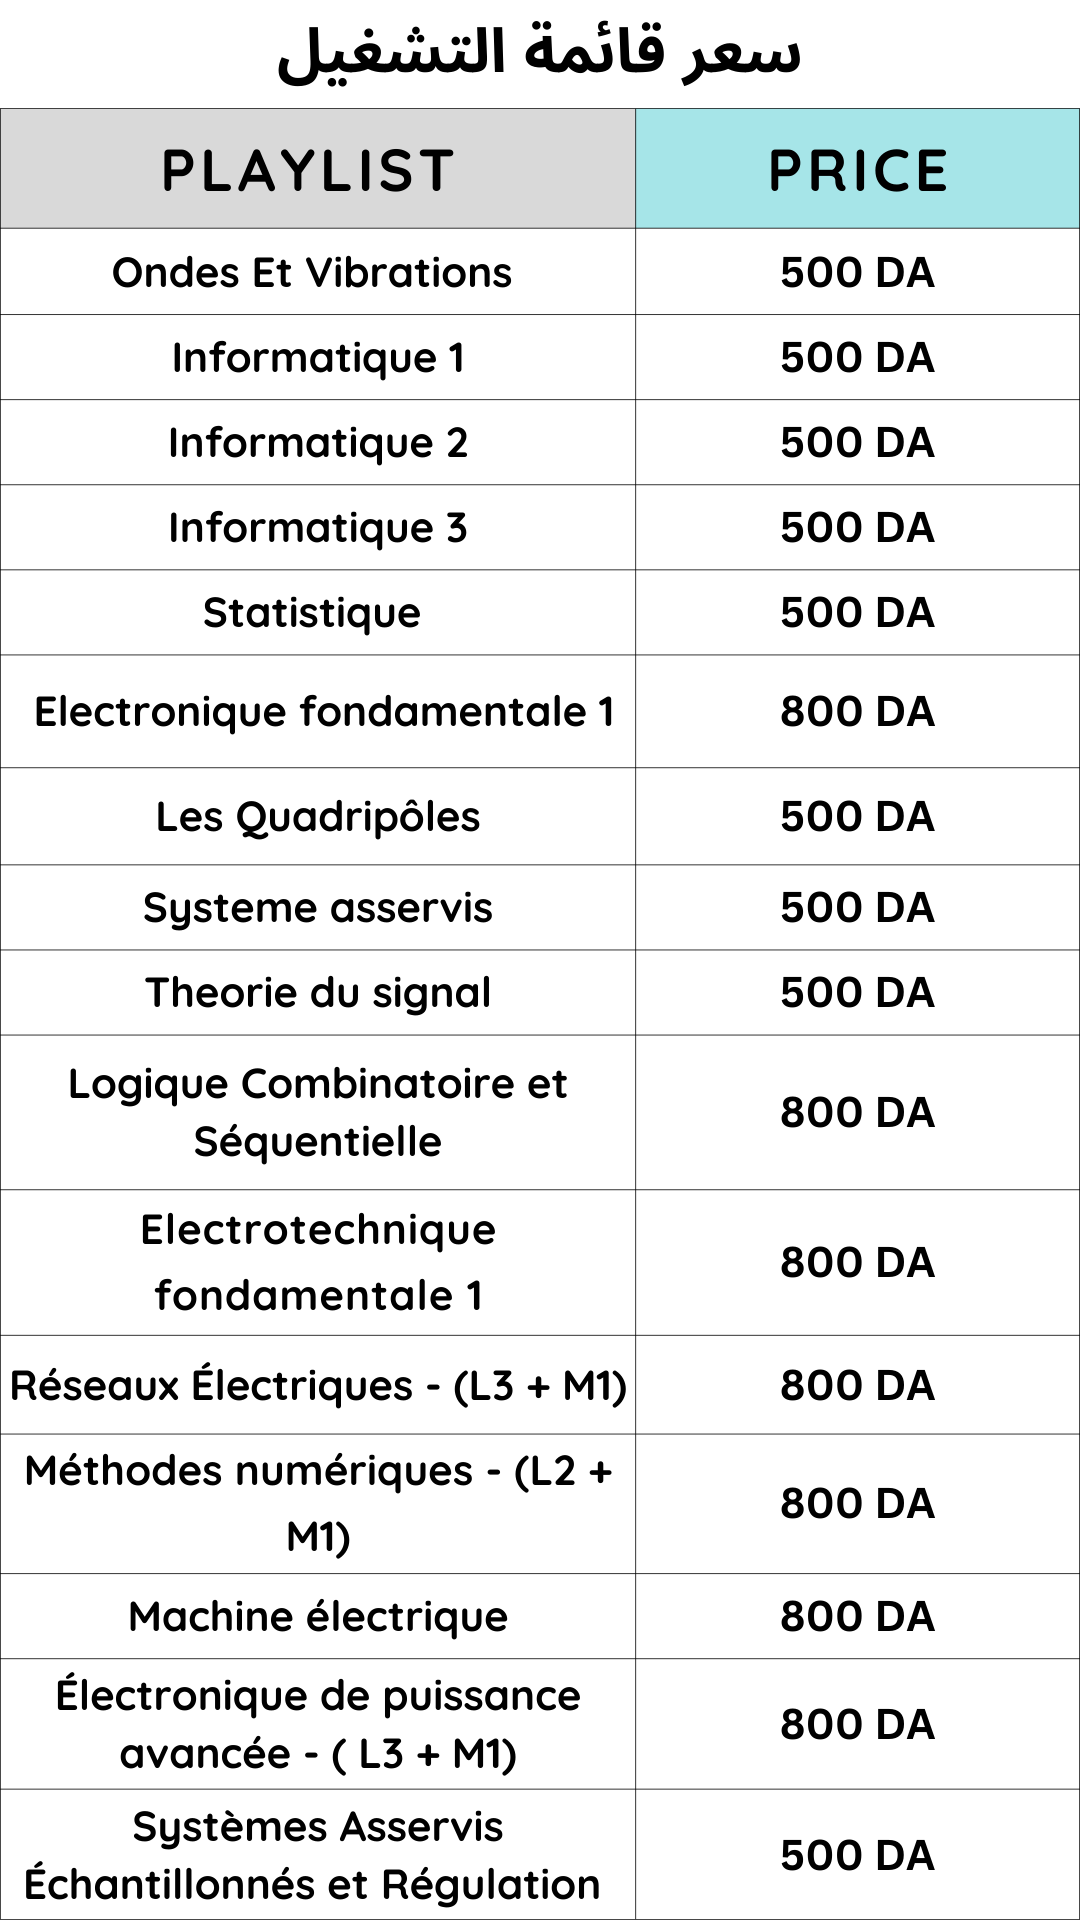 سعر قائمة التشغيل
PLAYLIST PRICE
Ondes Et Vibrations 500 DA
Informatique 1 500 DA
Informatique 2 500 DA
Informatique 3 500 DA
Statistique 500 DA
Electronique fondamentale 1 800 DA
Les Quadripôles 500 DA
Systeme asservis 500 DA
Theorie du signal 500 DA
Logique Combinatoire et
Séquentielle
800 DA
Electrotechnique
fondamentale 1
800 DA
Réseaux Électriques - (L3 + M1) 800 DA
Méthodes numériques - (L2 +
M1)
800 DA
Machine électrique 800 DA
Électronique de puissance
avancée - ( L3 + M1)
800 DA
Systèmes Asservis
Échantillonnés et Régulation
500 DA